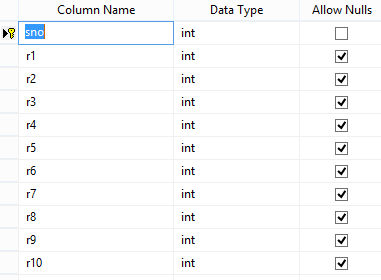 Column Name Data Type Allow Nulls
sno int
r1 int
r2 int
r3 int
r4 int
r5 int
r6 int
r7 int
r8 int
r9 int
r10 int